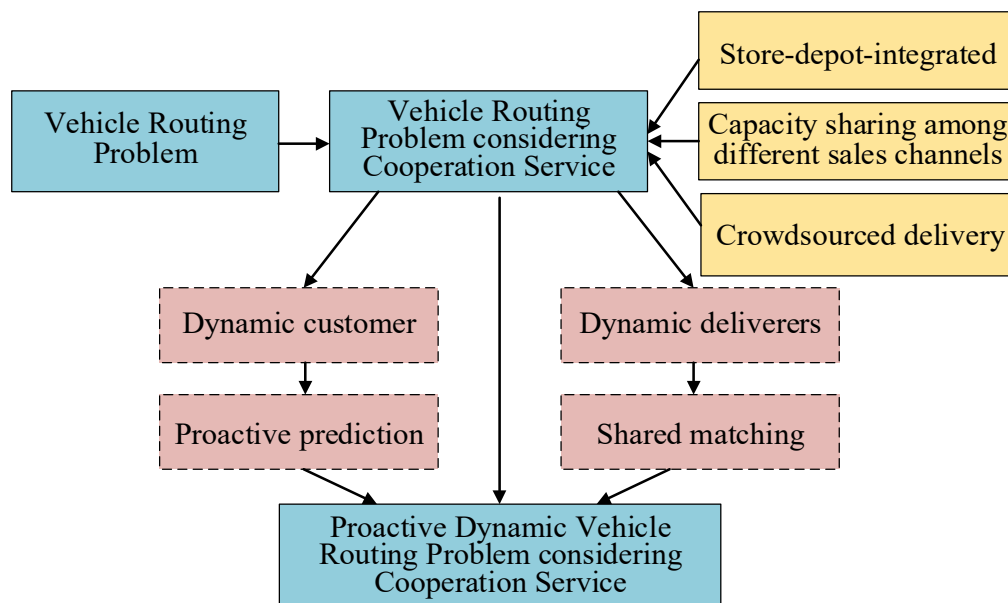 Vehicle Routing
Problem
Vehicle Routing
Problem considering
Cooperation Service
Store-depot-integrated
Capacity sharing among
different sales channels
Crowdsourced delivery
Dynamic customer
Dynamic deliverers
Proactive prediction
Shared matching
Proactive Dynamic Vehicle
Routing Problem considering
Cooperation Service